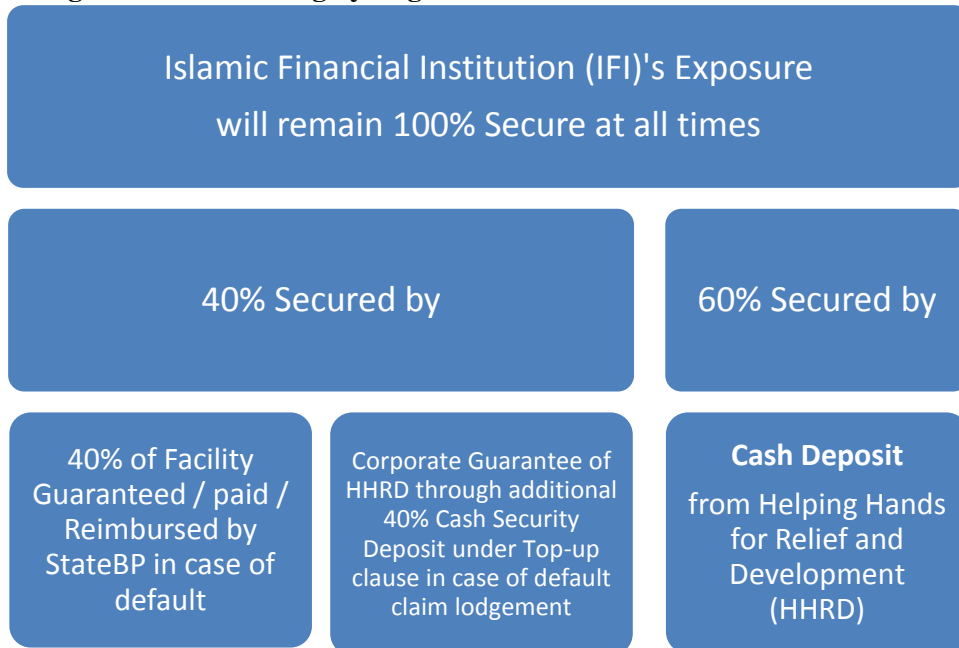 Islamic Financial Institution (IFI)'s Exposure
will remain 100% Secure at all times
40% Secured by
60% Secured by
40% of Facility
Guaranteed / paid /
Reimbursed by
StateBP in case of
default
Corporate Guarantee of
HHRD through additional
40% Cash Security
Deposit under Top-up
clause in case of default
claim lodgement
Cash Deposit
from Helping Hands
for Relief and
Development
(HHRD)